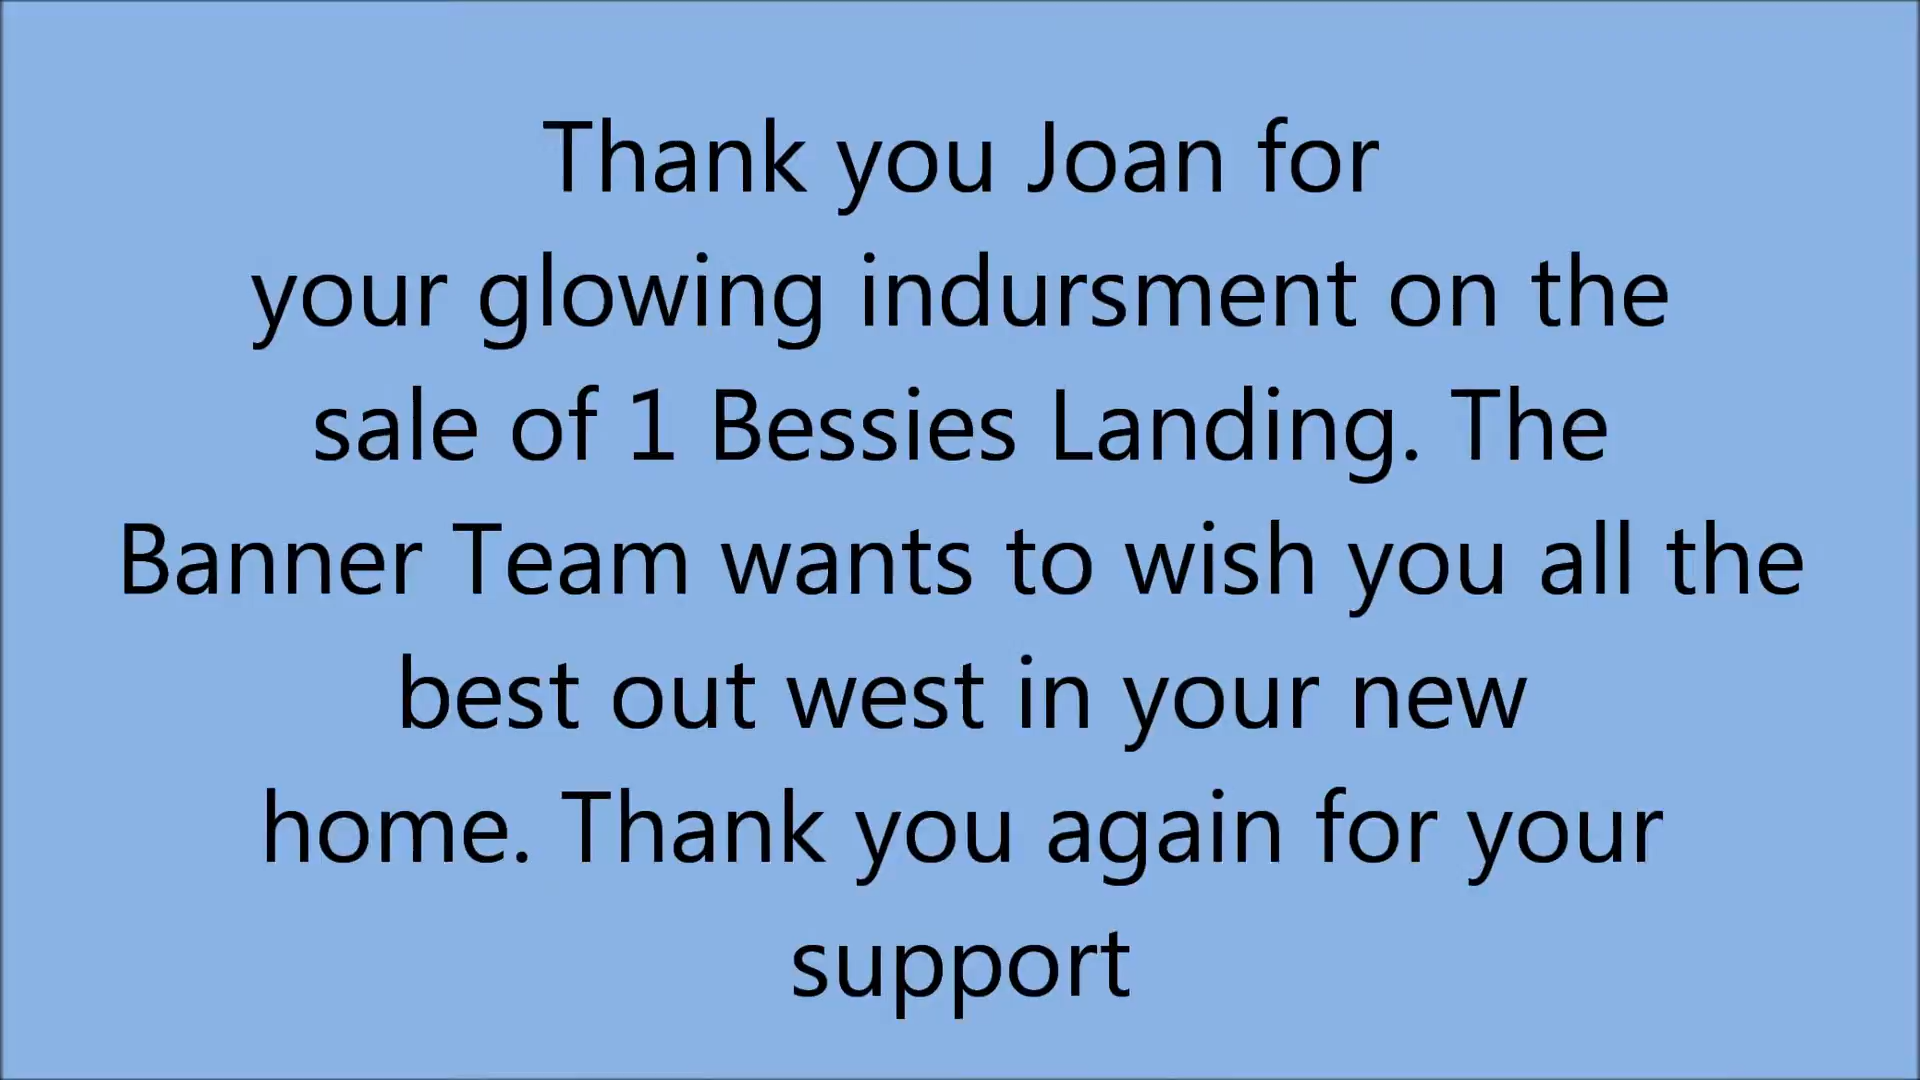 Thank you Joan for
your glowing indursment on the
sale of 1 Bessies Landing. The
Banner Team wants to wish you all the
best out west in your new
home. Thank you again for your
support